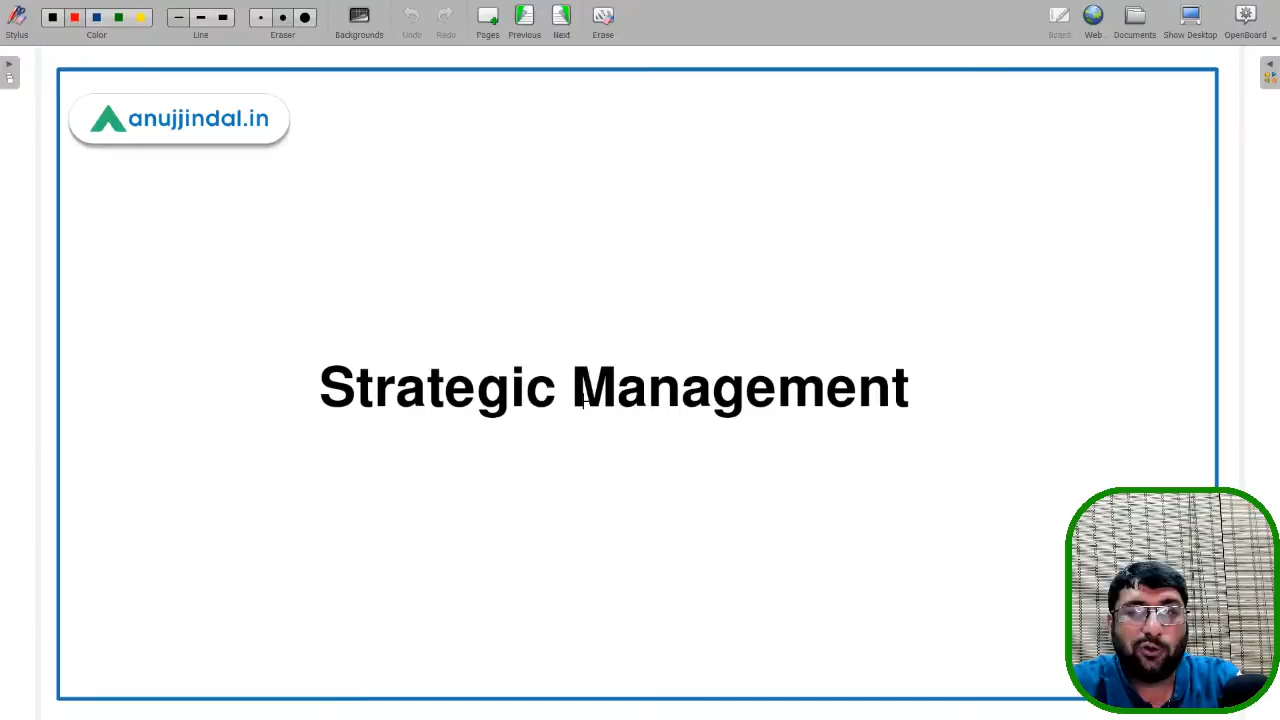 Stylus
Color
Line
Eraser
Backgrounds
Undo
Redo
Pages
Previous
Next
Erase
Board
Web
Documents
Show Desktop
OpenBoard
anujjindal.in
Strategic Management